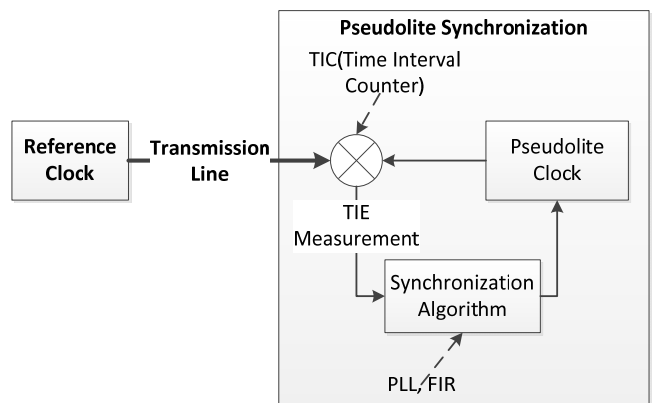 Pseudolite Synchronization
TIC(Time Interval
Counter)
Reference
Clock
Transmission
Line
Pseudolite
Clock
TIE
Measurement
Synchronization
Algorithm
PLL, FIR